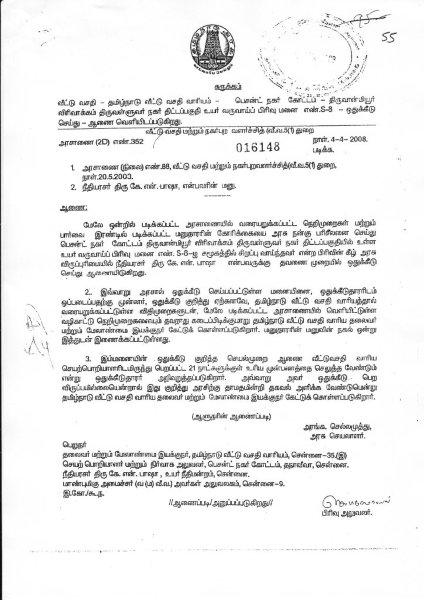 95
55
சுருக்கம்
வீட்டு வசதி - தமிழ்நாடு வீட்டு வசதி வாரியம் - பெசன்ட் நகர் கோட்டம் - திருவான்மியூர்
விரிவாக்கம் திருவள்ளுவர் நகர் திட்டப்பகுதி உயர் வருவாய்ப் பிரிவு மனை எண்.S-8 - ஒதுக்கீடு
செய்து - ஆணை வெளியிடப்படுகிறது.
வீட்டு வசதி மற்றும் நகர்புற வளர்ச்சித் (வீ.வ.5(1) துறை
அரசாணை (2D) எண்.352
016148
நாள். 4-4-2008.
படிக்க.
1. அரசாணை (நிலை) எண்.88, வீட்டு வசதி மற்றும் நகர்புறவளர்ச்சித்(வீ.வ.5(1) துறை,
நாள்.20.5.2003.
2. நீதியரசர் திரு கே. என். பாஷா, என்பவரின் மனு.
ஆணை:
மேலே ஒன்றில் படிக்கப்பட்ட அரசாணையில் வரையறுக்கப்பட்ட நெறிமுறைகள் மற்றும்
பார்வை இரண்டில் படிக்கப்பட்ட மனுதாரரின் கோரிக்கையை அரசு நன்கு பரிசீலனை செய்து
பெசன்ட் நகர் கோட்டம் திருவான்மியூர் விரிவாக்கம் திருவள்ளுவர் நகர் திட்டப்பகுதியில் உள்ள
உயர் வருவாய்ப் பிரிவு மனை எண். S-8-ஐ சமூகத்தில் சிறப்பு வாய்ந்தவர் என்ற பிரிவின் கீழ் அரசு
விருப்புரிமையில் நீதியரசர் திரு கே. என். பாஷா என்பவருக்கு தவணை முறையில் ஒதுக்கீடு
செய்து ஆணையிடுகிறது.
2. இவ்வாறு அரசால் ஒதுக்கீடு செய்யப்பட்டுள்ள மனையினை, ஒதுக்கீடுதாரரிடம்
ஒப்படைப்பதற்கு முன்னர், ஒதுக்கீடு குறித்து ஏற்கனவே, தமிழ்நாடு வீட்டு வசதி வாரியத்தால்
வரையறுக்கப்பட்டுள்ள விதிமுறைகளுடன், மேலே படிக்கப்பட்ட அரசாணையில் வெளியிட்டுள்ள
வழிகாட்டு நெறிமுறைகளையும் தவறாது கடைப்பிடிக்குமாறு தமிழ்நாடு வீட்டு வசதி வாரிய தலைவர்
மற்றும் மேலாண்மை இயக்குநர் கேட்டுக் கொள்ளப்படுகிறார். மனுதாரரின் மனுவின் நகல் ஒன்று
இத்துடன் இணைக்கப்பட்டுள்ளது.
3. இம்மனையின் ஒதுக்கீடு குறித்த செயல்முறை ஆணை வீட்டுவசதி வாரிய
செயற்பொறியாளரிடமிருந்து பெறப்பட்ட 21 நாட்களுக்குள் உரிய முன்பணத்தை செலுத்த வேண்டும்
என்று ஒதுக்கீடுதாரர் அறிவுறுத்தப்படுகிறார். அவ்வாறு அவர் ஒதுக்கீடு பெற
விருப்பமில்லையென்றால் இது குறித்து அரசிற்கு தாமதமின்றி தகவல் அளிக்க வேண்டுமென்று
தமிழ்நாடு வீட்டு வசதி வாரிய தலைவர் மற்றும் மேலாண்மை இயக்குநர் கேட்டுக் கொள்ளப்படுகிறார்.
(ஆளுநரின் ஆணைப்படி)
அரங்க. செல்லமுத்து,
அரசு செயலாளர்.
பெறுநர்
தலைவர் மற்றும் மேலாண்மை இயக்குநர், தமிழ்நாடு வீட்டு வசதி வாரியம், சென்னை-35.(இ)
செயற் பொறியாளர் மற்றும் நிர்வாக அலுவலர், பெசன்ட் நகர் கோட்டம், தநாவீவா, சென்னை.
நீதியரசர் திரு கே. என். பாஷா , உயர் நீதிமன்றம், சென்னை.
மாண்புமிகு அமைச்சர் (வ (ம) வீ.வ.) அவர்கள் அலுவலகம், சென்னை-9.
இ.கோ./கூ.ந.
//ஆணைப்படி/அனுப்பப்படுகிறது//
பிரிவு அலுவலர்.